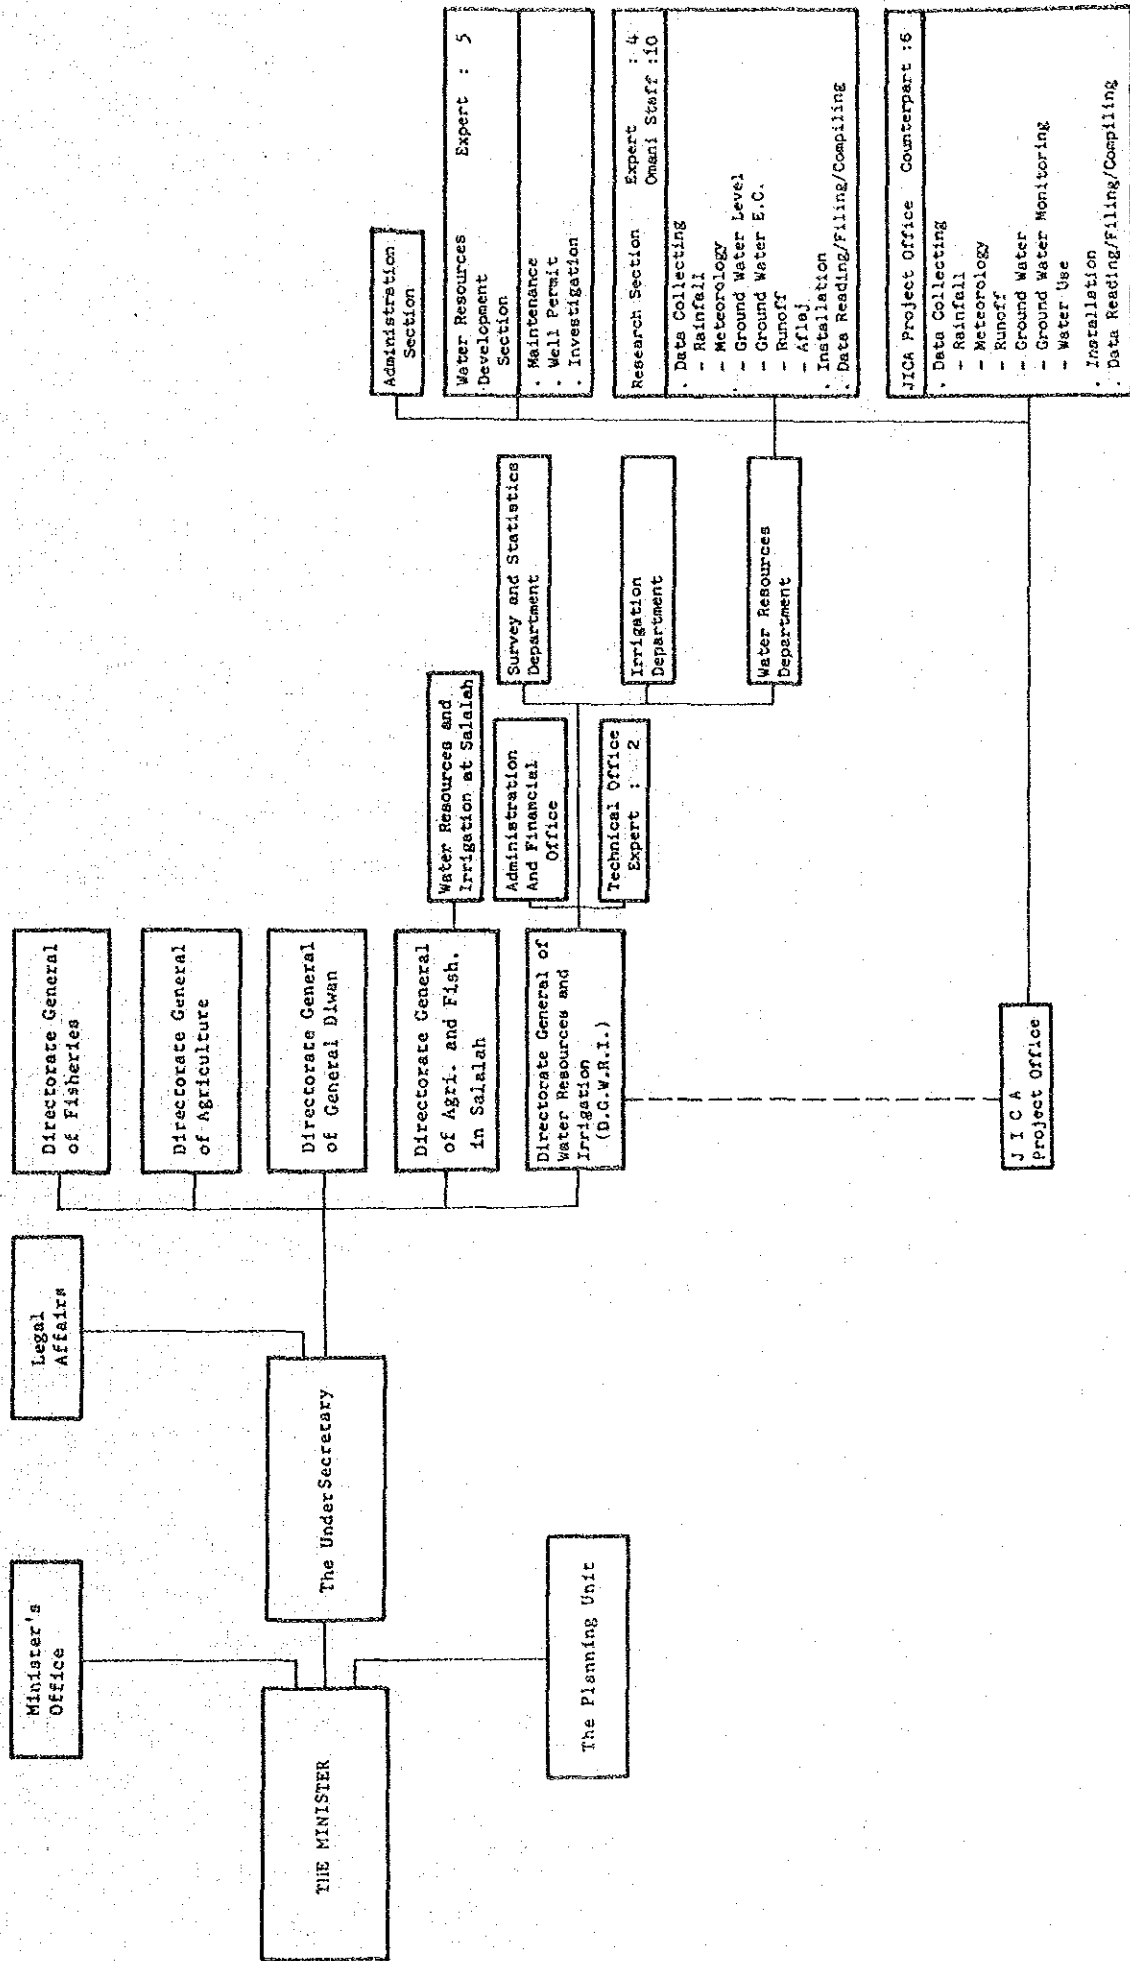 Minister's
Office
THE MINISTER
The Planning Unit
Legal
Affairs
The UnderSecretary
Directorate General
of Fisheries
Directorate General
of Agriculture
Directorate General
of General Diwan
Directorate General
of Agri. and Fish.
in Salalah
Directorate General of
Water Resources and
Irrigation
(D.G.W.R.I.)
J I C A
Project Office
Water Resources and
Irrigation at Salalah
Administration
And Financial
Office
Technical Office
Expert : 2
Survey and Statistics
Department
Irrigation
Department
Water Resources
Department
Administration
Section
Water Resources Expert : 5
Development
Section
. Maintenance
. Well Permit
. Investigation
Research Section Expert : 4
Omani Staff :10
. Data Collecting
- Rainfall
- Meteorology
- Ground Water Level
- Ground Water E.C.
- Runoff
- Aflaj
. Installation
. Data Reading/Filing/Compiling
JICA Project Office Counterpart :6
. Data Collecting
- Rainfall
- Meteorology
- Runoff
- Ground Water
- Ground Water Monitoring
- Water Use
. Installation
. Data Reading/Filing/Compiling